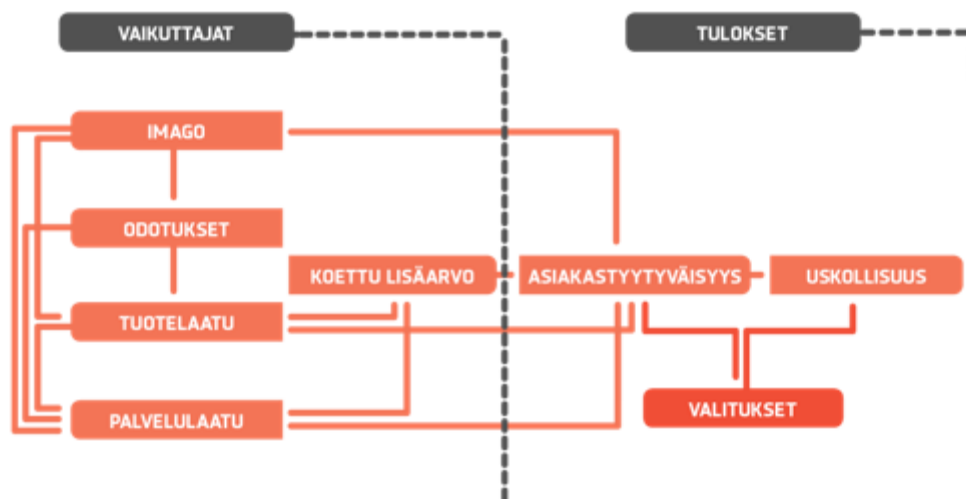 VAIKUTTAJAT
TULOKSET
IMAGO
ODOTUKSET
KOETTU LISÄARVO
ASIAKASTYYTYVÄISYYS
USKOLLISUUS
TUOTELAATU
VALITUKSET
PALVELULAATU